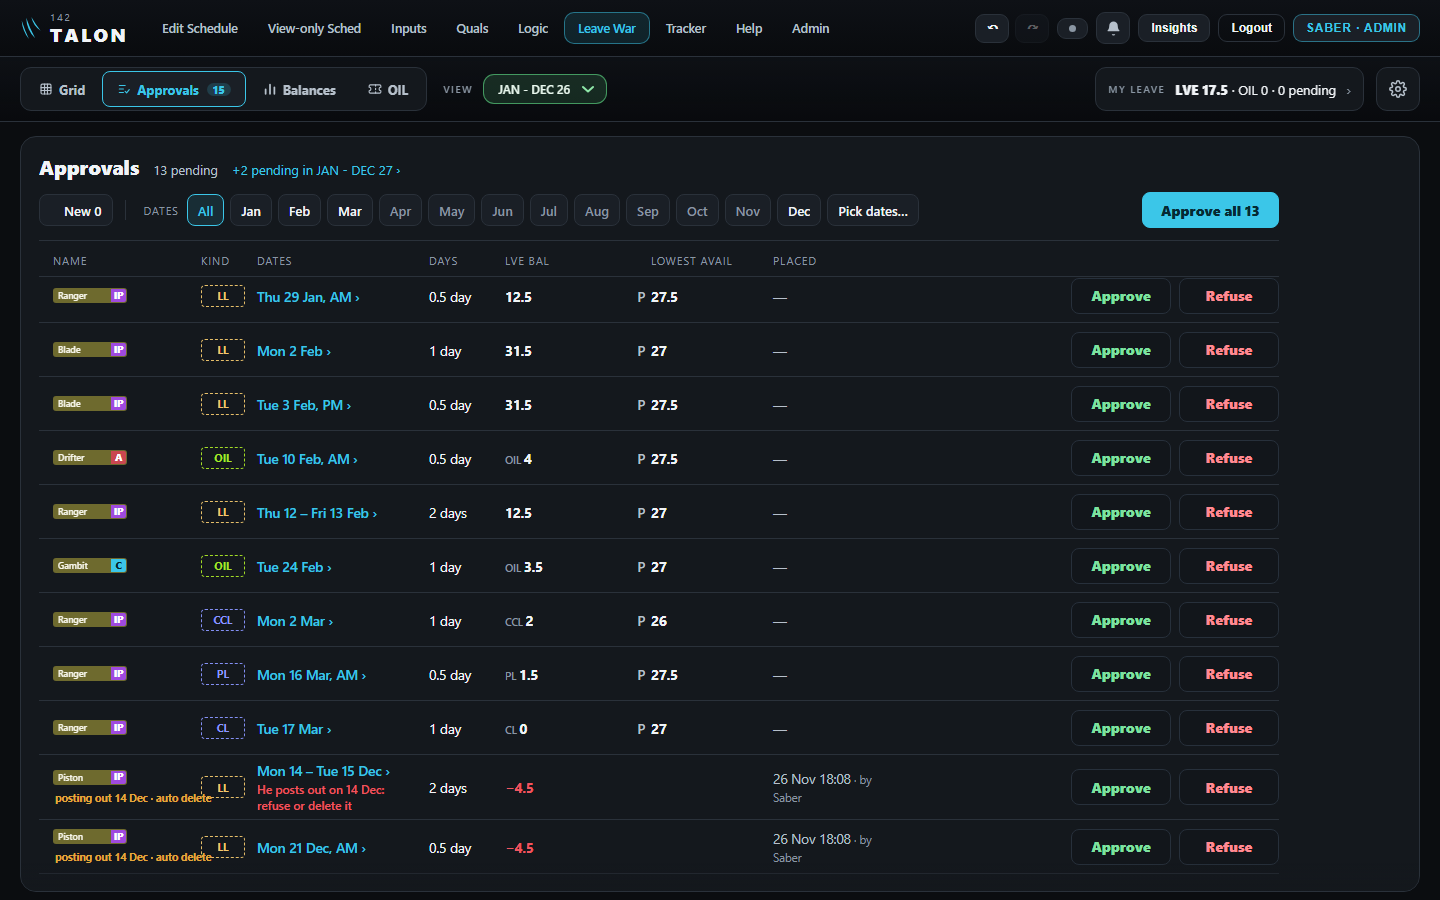 142
TALON
Edit Schedule
View-only Sched
Inputs
Quals
Logic
Leave War
Tracker
Help
Admin
Insights
Logout
SABER · ADMIN
Grid
Approvals 15
Balances
OIL
VIEW
JAN - DEC 26
MY LEAVE LVE 17.5 · OIL 0 · 0 pending ›
Approvals 13 pending +2 pending in JAN - DEC 27 ›
New 0
DATES
All
Jan
Feb
Mar
Apr
May
Jun
Jul
Aug
Sep
Oct
Nov
Dec
Pick dates...
Approve all 13
NAME KIND DATES DAYS LVE BAL LOWEST AVAIL PLACED
Ranger IP LL Thu 29 Jan, AM › 0.5 day 12.5 P 27.5 — Approve Refuse
Blade IP LL Mon 2 Feb › 1 day 31.5 P 27 — Approve Refuse
Blade IP LL Tue 3 Feb, PM › 0.5 day 31.5 P 27.5 — Approve Refuse
Drifter A OIL Tue 10 Feb, AM › 0.5 day OIL 4 P 27.5 — Approve Refuse
Ranger IP LL Thu 12 – Fri 13 Feb › 2 days 12.5 P 27 — Approve Refuse
Gambit C OIL Tue 24 Feb › 1 day OIL 3.5 P 27 — Approve Refuse
Ranger IP CCL Mon 2 Mar › 1 day CCL 2 P 26 — Approve Refuse
Ranger IP PL Mon 16 Mar, AM › 0.5 day PL 1.5 P 27.5 — Approve Refuse
Ranger IP CL Tue 17 Mar › 1 day CL 0 P 27 — Approve Refuse
Piston IP
posting out 14 Dec · auto delete
LL
Mon 14 – Tue 15 Dec ›
He posts out on 14 Dec:
refuse or delete it
2 days
−4.5
26 Nov 18:08 · by
Saber
Approve
Refuse
Piston IP
posting out 14 Dec · auto delete
LL
Mon 21 Dec, AM ›
0.5 day
−4.5
26 Nov 18:08 · by
Saber
Approve
Refuse